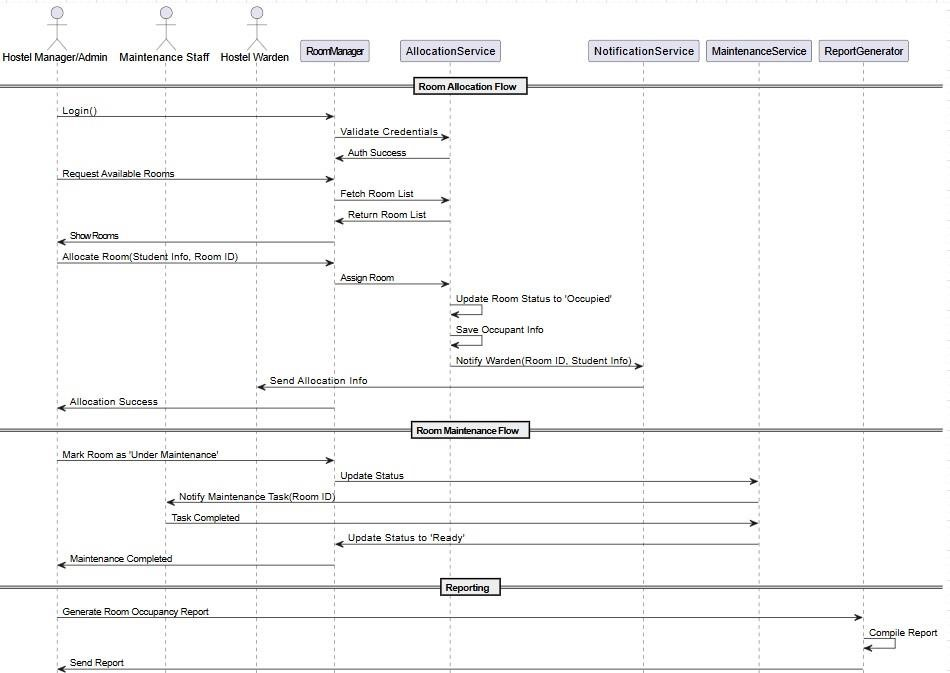 Hostel Manager/Admin Maintenance Staff Hostel Warden RoomManager AllocationService NotificationService MaintenanceService ReportGenerator
Room Allocation Flow
Login()
Validate Credentials
Auth Success
Request Available Rooms
Fetch Room List
Return Room List
Show Rooms
Allocate Room(Student Info, Room ID)
Assign Room
Update Room Status to 'Occupied'
Save Occupant Info
Notify Warden(Room ID, Student Info)
Send Allocation Info
Allocation Success
Room Maintenance Flow
Mark Room as 'Under Maintenance'
Update Status
Notify Maintenance Task(Room ID)
Task Completed
Update Status to 'Ready'
Maintenance Completed
Reporting
Generate Room Occupancy Report
Compile Report
Send Report